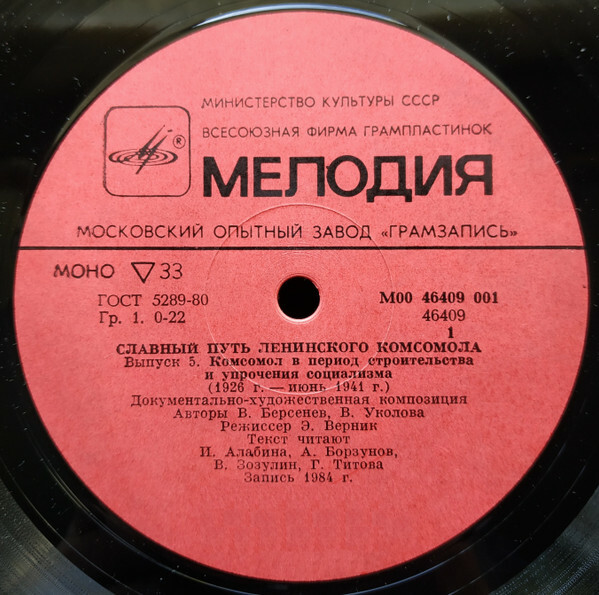 МИНИСТЕРСТВО КУЛЬТУРЫ СССР
ВСЕСОЮЗНАЯ ФИРМА ГРАМПЛАСТИНОК
®
МЕЛОДИЯ
МОСКОВСКИЙ ОПЫТНЫЙ ЗАВОД «ГРАМЗАПИСЬ»
МОНО ▽ 33
ГОСТ 5289-80 М00 46409 001
Гр. 1. 0-22 46409
1
СЛАВНЫЙ ПУТЬ ЛЕНИНСКОГО КОМСОМОЛА
Выпуск 5. Комсомол в период строительства
и упрочения социализма
(1926 г. — июнь 1941 г.)
Документально-художественная композиция
Авторы В. Берсенев, В. Уколова
Режиссер Э. Верник
Текст читают
И. Алабина, А. Борзунов,
В. Зозулин, Г. Титова
Запись 1984 г.